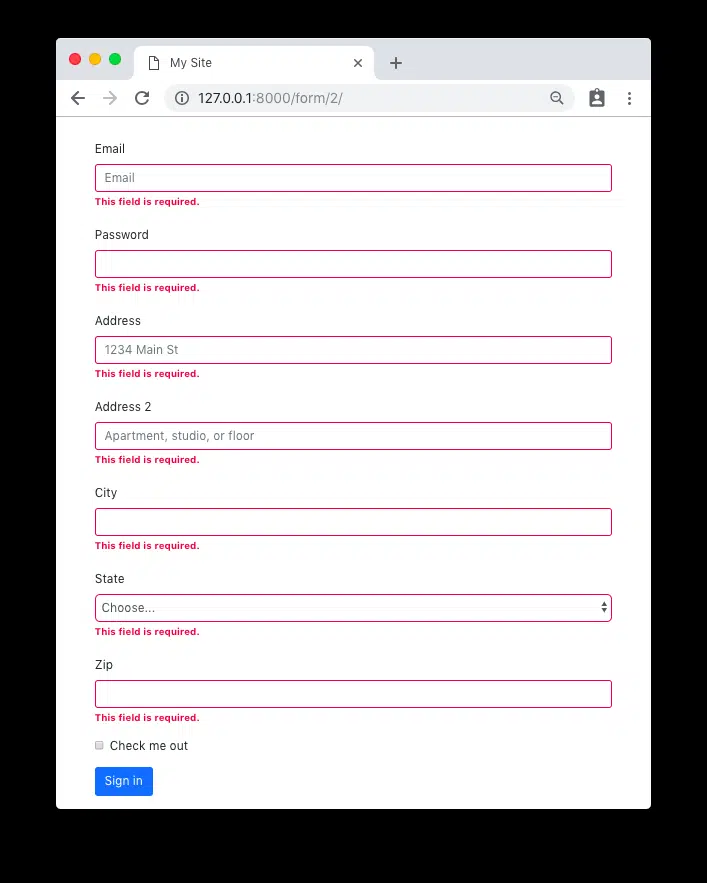 My Site
127.0.0.1:8000/form/2/
Email
Email
This field is required.
Password
This field is required.
Address
1234 Main St
This field is required.
Address 2
Apartment, studio, or floor
This field is required.
City
This field is required.
State
Choose...
This field is required.
Zip
This field is required.
Check me out
Sign in